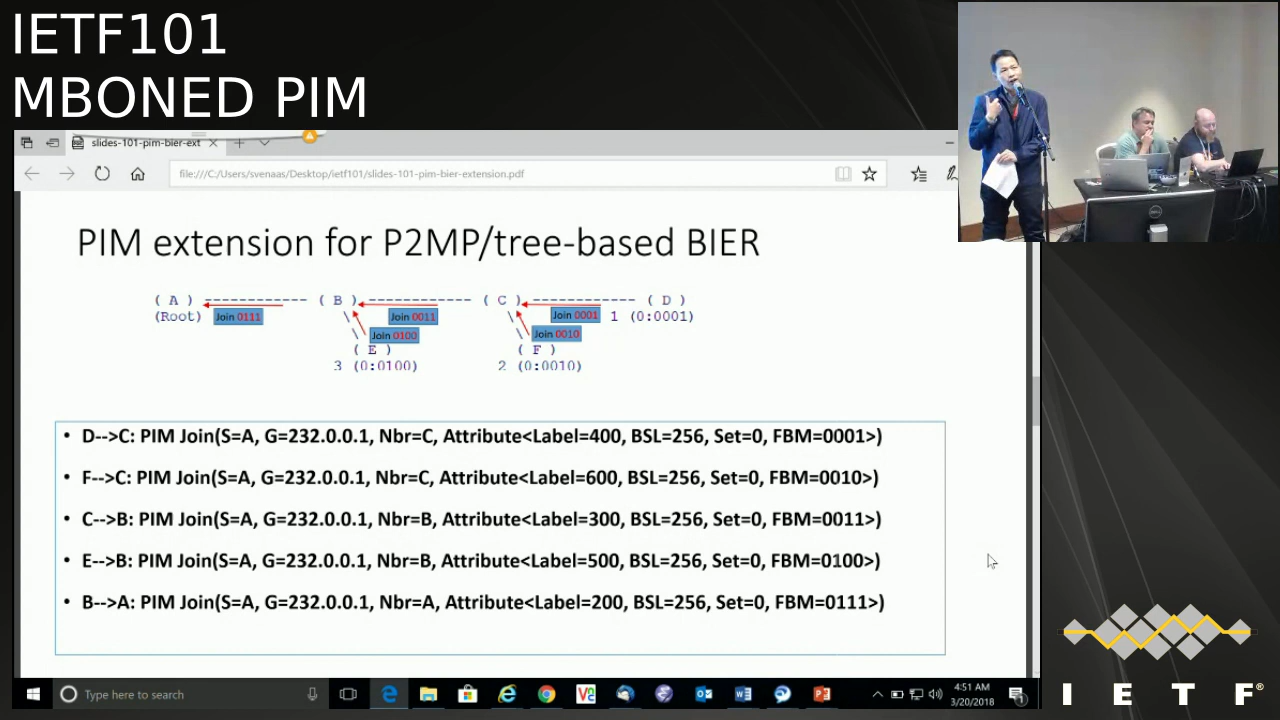 IETF101
MBONED PIM
slides-101-pim-bier-ext
file:///C:/Users/svenaas/Desktop/ietf101/slides-101-pim-bier-extension.pdf
PIM extension for P2MP/tree-based BIER
( A ) ------------ ( B ) ------------ ( C ) ------------ ( D )
(Root) Join 0111 \ Join 0011 \ Join 0001 1 (0:0001)
\ Join 0100 \ Join 0010
( E ) ( F )
3 (0:0100) 2 (0:0010)
• D-->C: PIM Join(S=A, G=232.0.0.1, Nbr=C, Attribute<Label=400, BSL=256, Set=0, FBM=0001>)
• F-->C: PIM Join(S=A, G=232.0.0.1, Nbr=C, Attribute<Label=600, BSL=256, Set=0, FBM=0010>)
• C-->B: PIM Join(S=A, G=232.0.0.1, Nbr=B, Attribute<Label=300, BSL=256, Set=0, FBM=0011>)
• E-->B: PIM Join(S=A, G=232.0.0.1, Nbr=B, Attribute<Label=500, BSL=256, Set=0, FBM=0100>)
• B-->A: PIM Join(S=A, G=232.0.0.1, Nbr=A, Attribute<Label=200, BSL=256, Set=0, FBM=0111>)
Type here to search
4:51 AM
3/20/2018
I E T F®